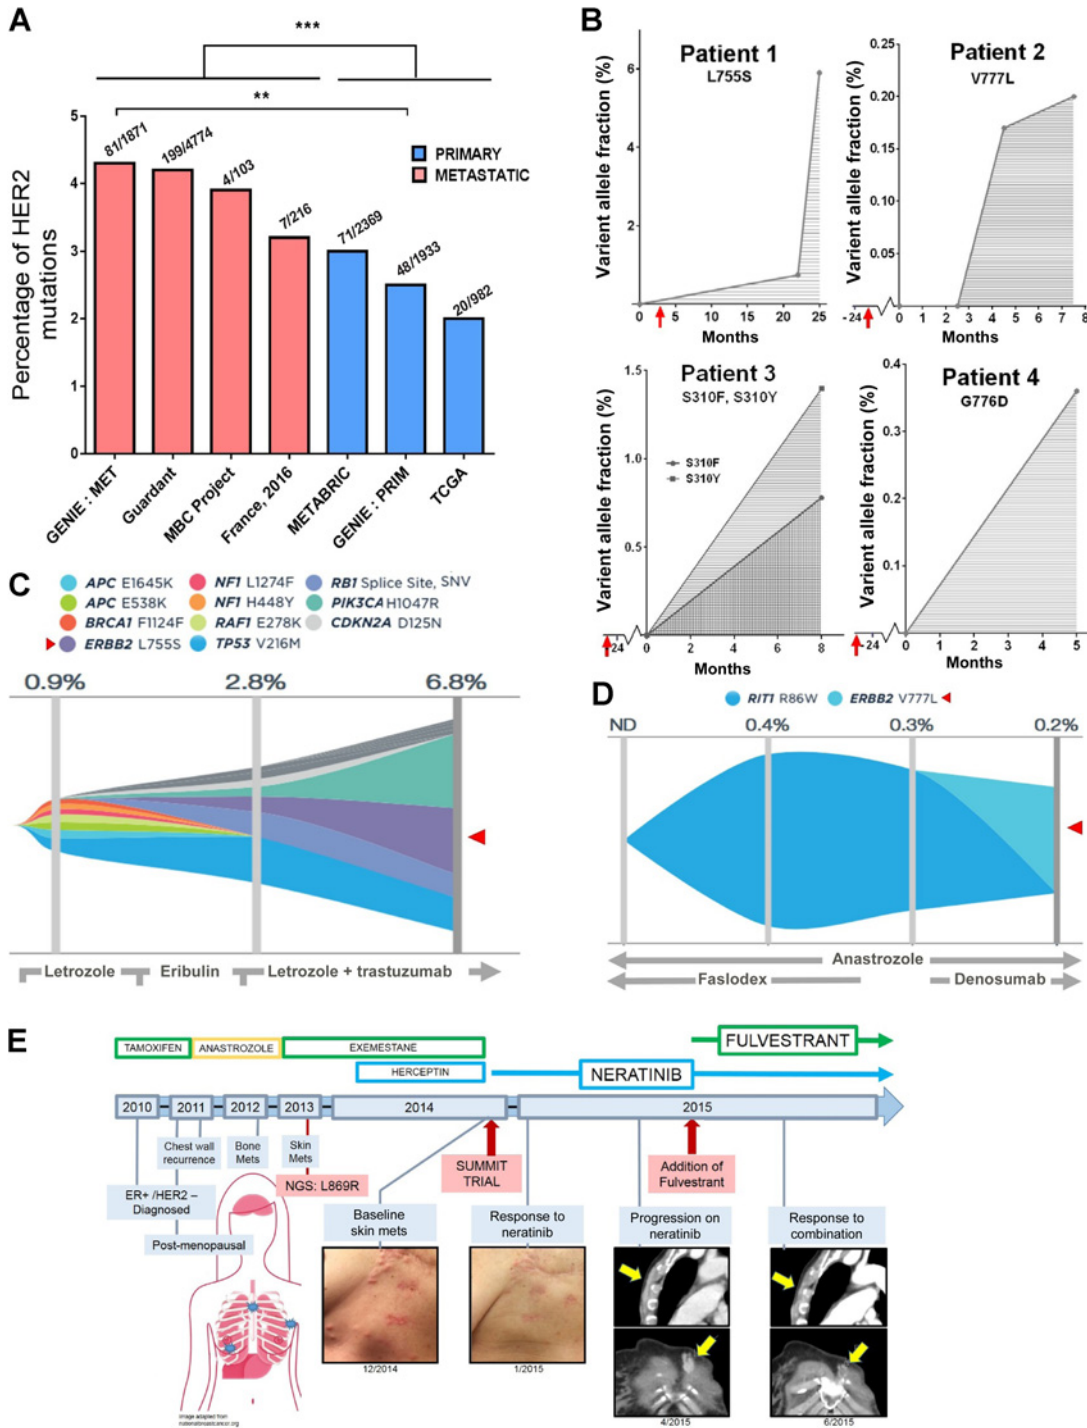 A
***
**
Percentage of HER2
mutations
5
4
3
2
1
0
81/1871
199/4774
4/103
7/216
71/2369
48/1933
20/982
PRIMARY
METASTATIC
GENIE : MET
Guardant
MBC Project
France, 2016
METABRIC
GENIE : PRIM
TCGA
B
Patient 1
L755S
Varient allele fraction (%)
6
4
2
0
5
10
15
20
25
Months
Patient 2
V777L
Varient allele fraction (%)
0.25
0.20
0.15
0.10
0.05
- 24
0
1
2
3
4
5
6
7
8
Months
Patient 3
S310F, S310Y
Varient allele fraction (%)
1.5
1.0
0.5
S310F
S310Y
-24
0
8
Months
Patient 4
G776D
Varient allele fraction (%)
0.4
0.3
0.2
0.1
- 24
0
1
2
3
4
5
Months
C
APC E1645K
NF1 L1274F
RB1 Splice Site, SNV
APC E538K
NF1 H448Y
PIK3CA H1047R
BRCA1 F1124F
RAF1 E278K
CDKN2A D125N
ERBB2 L755S
TP53 V216M
0.9%
2.8%
6.8%
Letrozole
Eribulin
Letrozole + trastuzumab
D
RIT1 R86W
ERBB2 V777L
ND
0.4%
0.3%
0.2%
Anastrozole
Faslodex
Denosumab
E
FULVESTRANT
TAMOXIFEN
ANASTROZOLE
EXEMESTANE
HERCEPTIN
NERATINIB
2010
2011
2012
2013
2014
2015
Chest wall
recurrence
Bone
Mets
Skin
Mets
NGS: L869R
SUMMIT
TRIAL
Addition of
Fulvestrant
ER+ /HER2 –
Diagnosed
Post-menopausal
Baseline
skin mets
Response to
neratinib
Progression on
neratinib
Response to
combination
12/2014
1/2015
4/2015
6/2015
Image adapted from
nationalbreastcancer.org